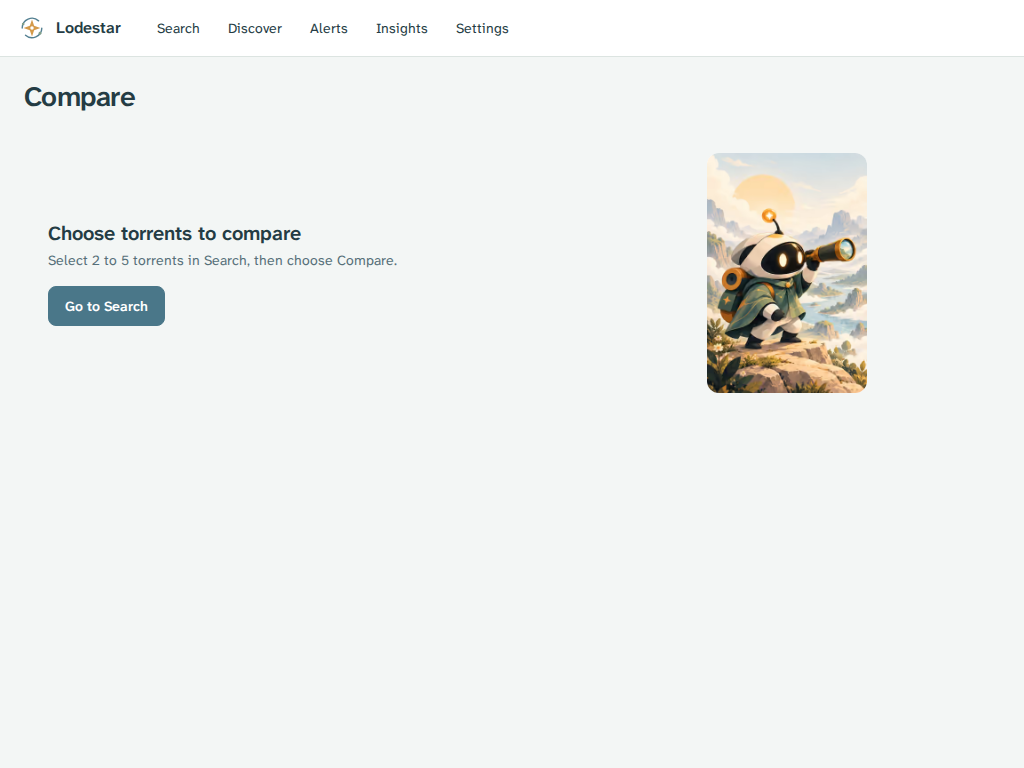 Lodestar
Search
Discover
Alerts
Insights
Settings
Compare
Choose torrents to compare
Select 2 to 5 torrents in Search, then choose Compare.
Go to Search